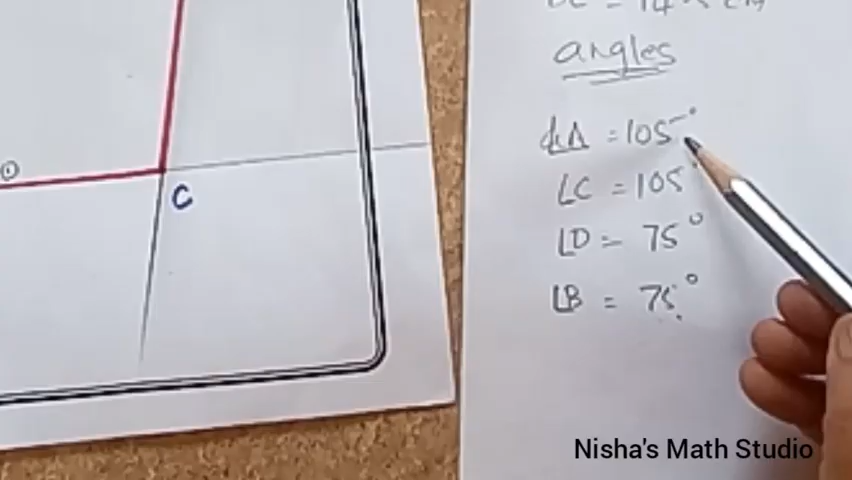 angles
∠A = 105°
∠C = 105°
∠D = 75°
∠B = 75°
C
Nisha's Math Studio